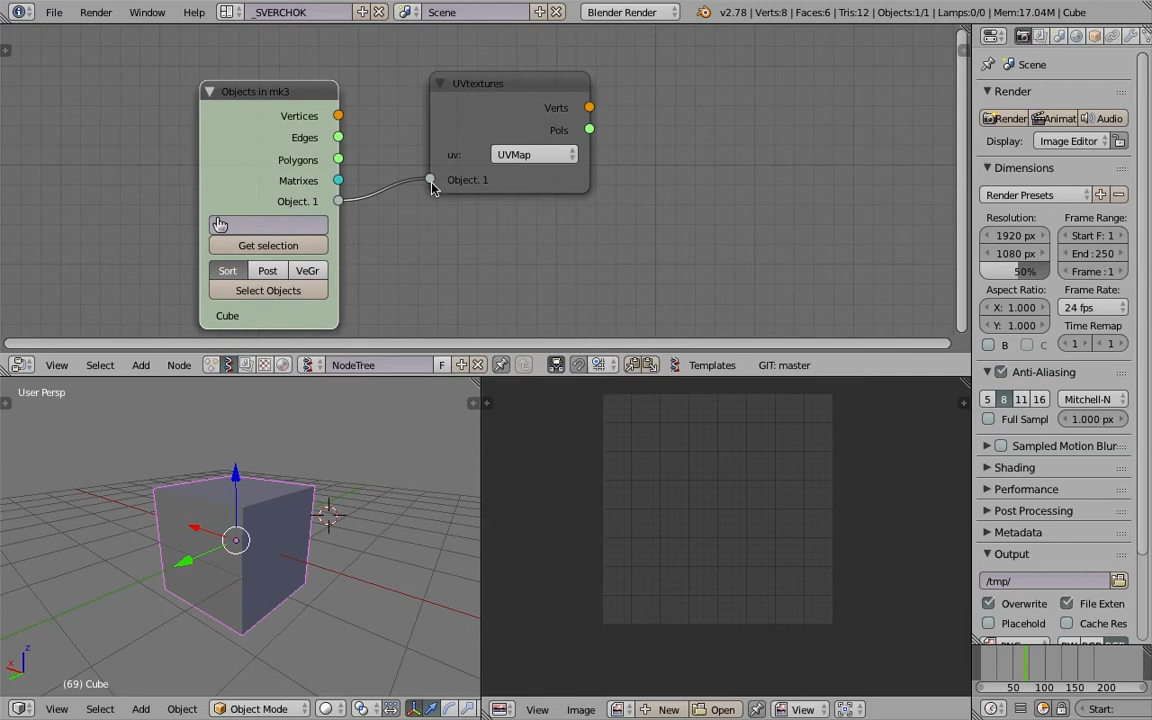 File Render Window Help _SVERCHOK Scene Blender Render v2.78 | Verts:8 | Faces:6 | Tris:12 | Objects:1/1 | Lamps:0/0 | Mem:17.04M | Cube
Objects in mk3
Vertices
Edges
Polygons
Matrixes
Object. 1
Get selection
Sort Post VeGr
Select Objects
Cube
UVtextures
Verts
Pols
uv: UVMap
Object. 1
View Select Add Node NodeTree F Templates GIT: master
User Persp
(69) Cube
z
x
View Select Add Object Object Mode
View Image New Open View
Scene
Render
Render Animat Audio
Display: Image Editor
Dimensions
Render Presets
Resolution: Frame Range:
1920 px Start F: 1
1080 px End :250
50% Frame :1
Aspect Ratio: Frame Rate:
X: 1.000 24 fps
Y: 1.000 Time Remap
B C 1 1
Anti-Aliasing
5 8 11 16 Mitchell-N
Full Sampl 1.000 px
Sampled Motion Blur
Shading
Performance
Post Processing
Metadata
Output
/tmp/
Overwrite File Exten
Placehold Cache Res
50 100 150 200
Start: